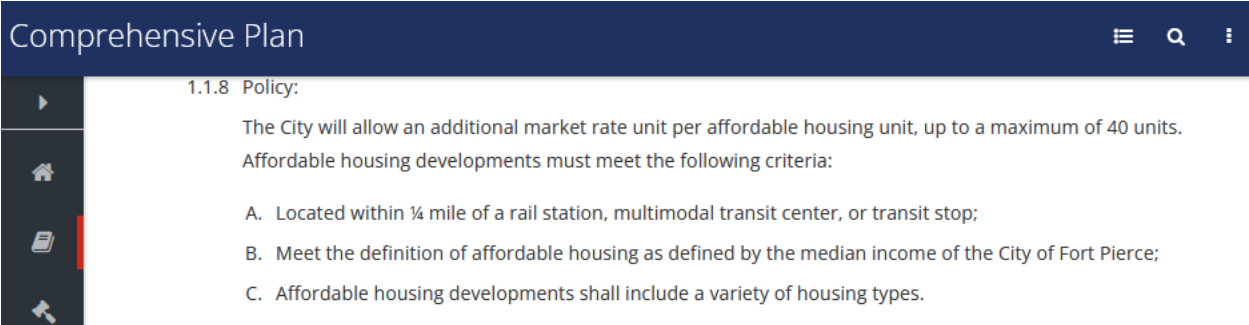 Comprehensive Plan
1.1.8 Policy:
The City will allow an additional market rate unit per affordable housing unit, up to a maximum of 40 units.
Affordable housing developments must meet the following criteria:
A. Located within ¼ mile of a rail station, multimodal transit center, or transit stop;
B. Meet the definition of affordable housing as defined by the median income of the City of Fort Pierce;
C. Affordable housing developments shall include a variety of housing types.